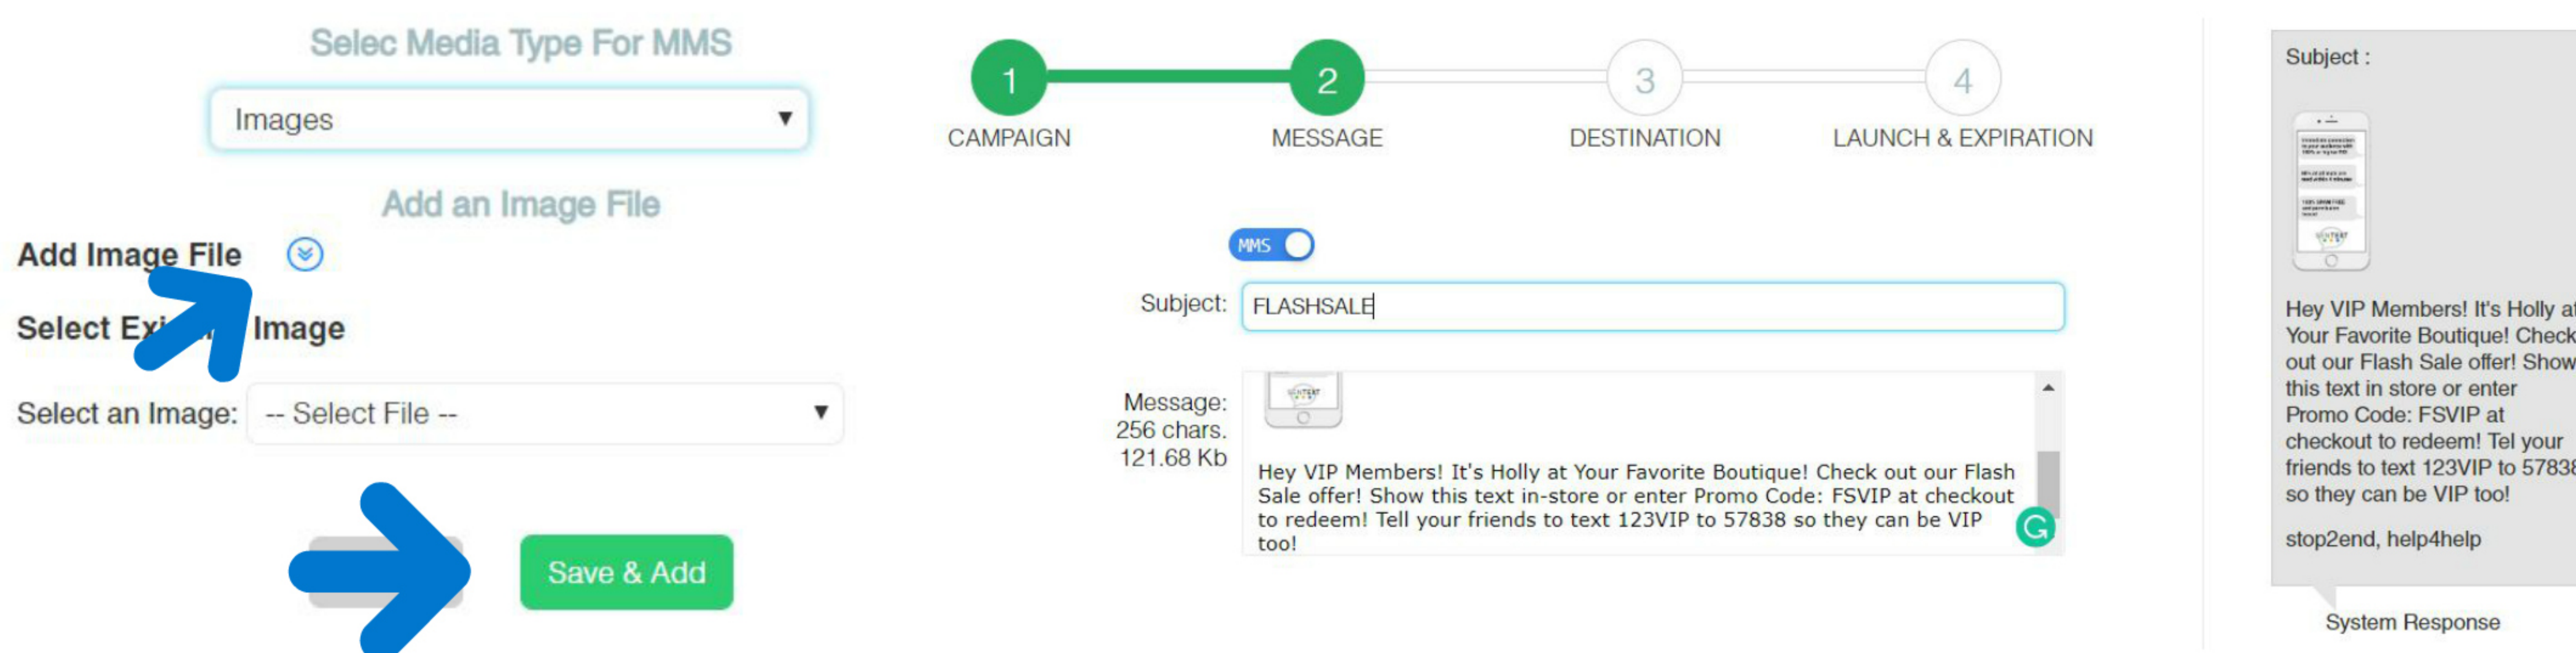 Selec Media Type For MMS
Images
Add an Image File
Add Image File
Select Image
Select an Image: -- Select File --
Save & Add
1
2
3
4
CAMPAIGN
MESSAGE
DESTINATION
LAUNCH & EXPIRATION
MMS
Subject: FLASHSALE
Message:
256 chars.
121.68 Kb
Hey VIP Members! It's Holly at Your Favorite Boutique! Check out our Flash
Sale offer! Show this text in-store or enter Promo Code: FSVIP at checkout
to redeem! Tell your friends to text 123VIP to 57838 so they can be VIP
too!
Subject :
Hey VIP Members! It's Holly at
Your Favorite Boutique! Check
out our Flash Sale offer! Show
this text in store or enter
Promo Code: FSVIP at
checkout to redeem! Tel your
friends to text 123VIP to 57838
so they can be VIP too!
stop2end, help4help
System Response